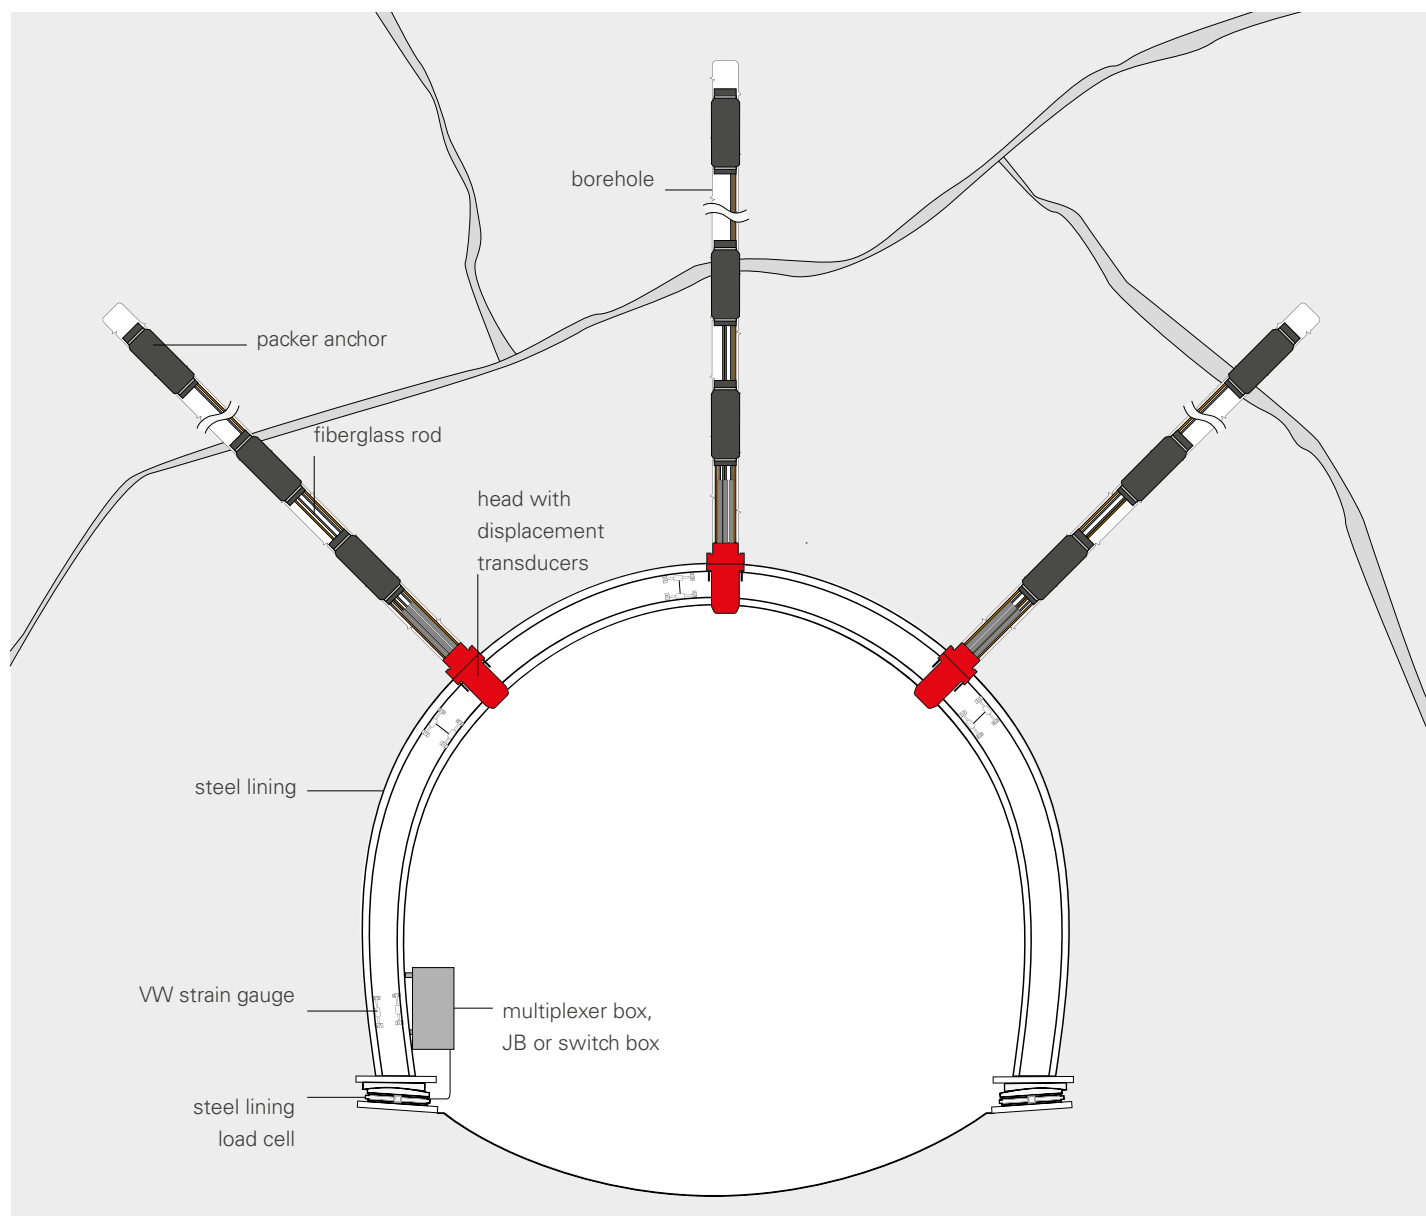 borehole
packer anchor
fiberglass rod
head with
displacement
transducers
steel lining
VW strain gauge
multiplexer box,
JB or switch box
steel lining
load cell